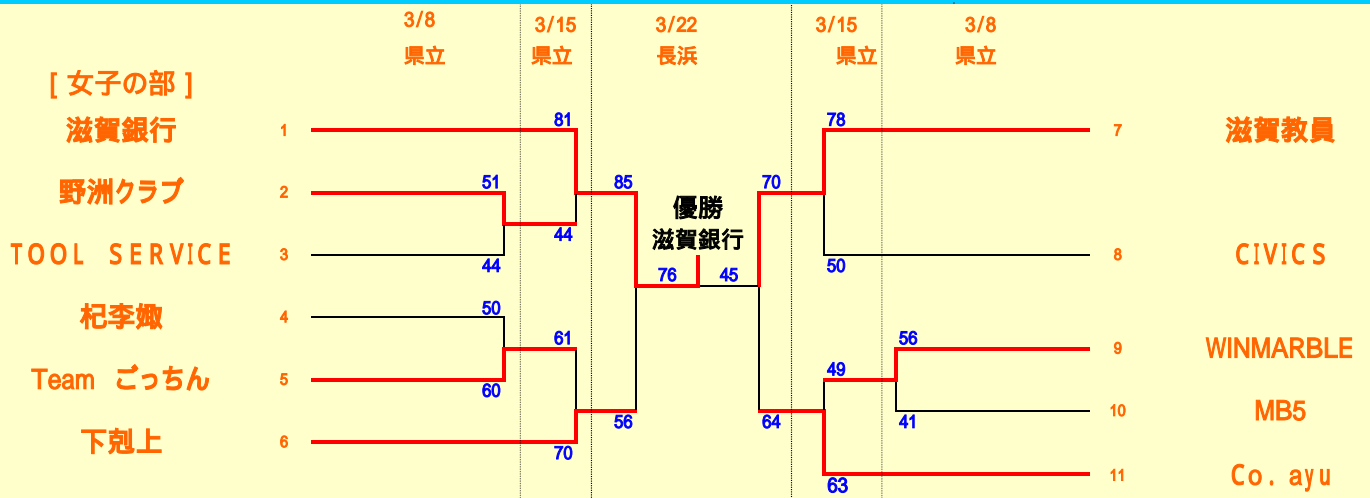 3/8 3/15 3/22 3/15 3/8
県立 県立 長浜 県立 県立
[ 女子の部 ]
滋賀銀行 1 81 78 7 滋賀教員
野洲クラブ 2 51 85 70
優勝
滋賀銀行
44
TOOL SERVICE 3 44 76 45 50 8 CIVICS
杞李娵 4 50
61 56 9 WINMARBLE
Team ごっちん 5 60 49
56 64 41 10 MB5
下剋上 6 70
63 11 Co. ayu